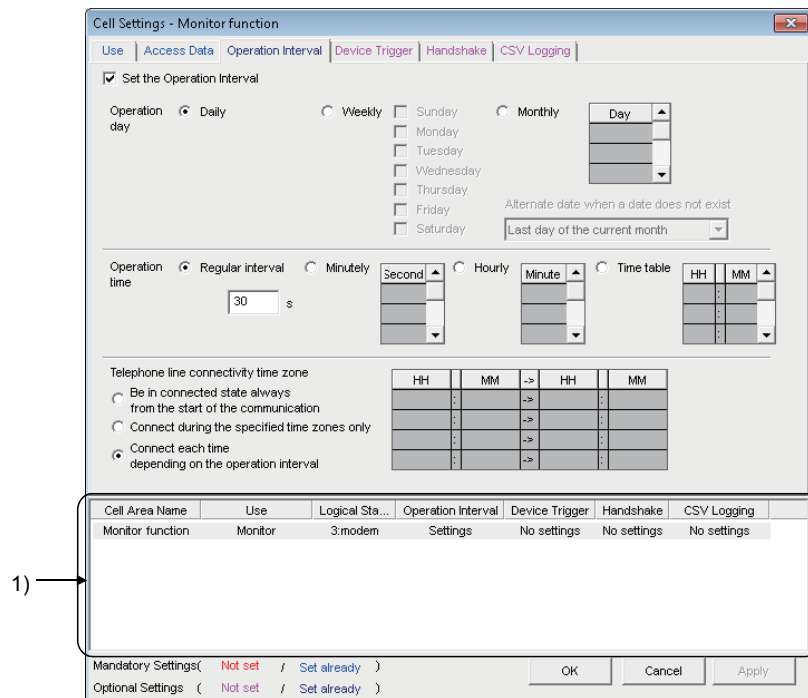 Cell Settings - Monitor function
Use Access Data Operation Interval Device Trigger Handshake CSV Logging
Set the Operation Interval
Operation day
Daily
Weekly
Sunday
Monday
Tuesday
Wednesday
Thursday
Friday
Saturday
Monthly
Day
Alternate date when a date does not exist
Last day of the current month
Operation time
Regular interval
30 s
Minutely
Second
Hourly
Minute
Time table
HH MM
:
:
:
Telephone line connectivity time zone
Be in connected state always
from the start of the communication
Connect during the specified time zones only
Connect each time
depending on the operation interval
HH MM -> HH MM
: -> :
: -> :
: -> :
: -> :
1)
Cell Area Name Use Logical Sta... Operation Interval Device Trigger Handshake CSV Logging
Monitor function Monitor 3:modem Settings No settings No settings No settings
Mandatory Settings( Not set / Set already )
Optional Settings ( Not set / Set already )
OK Cancel Apply